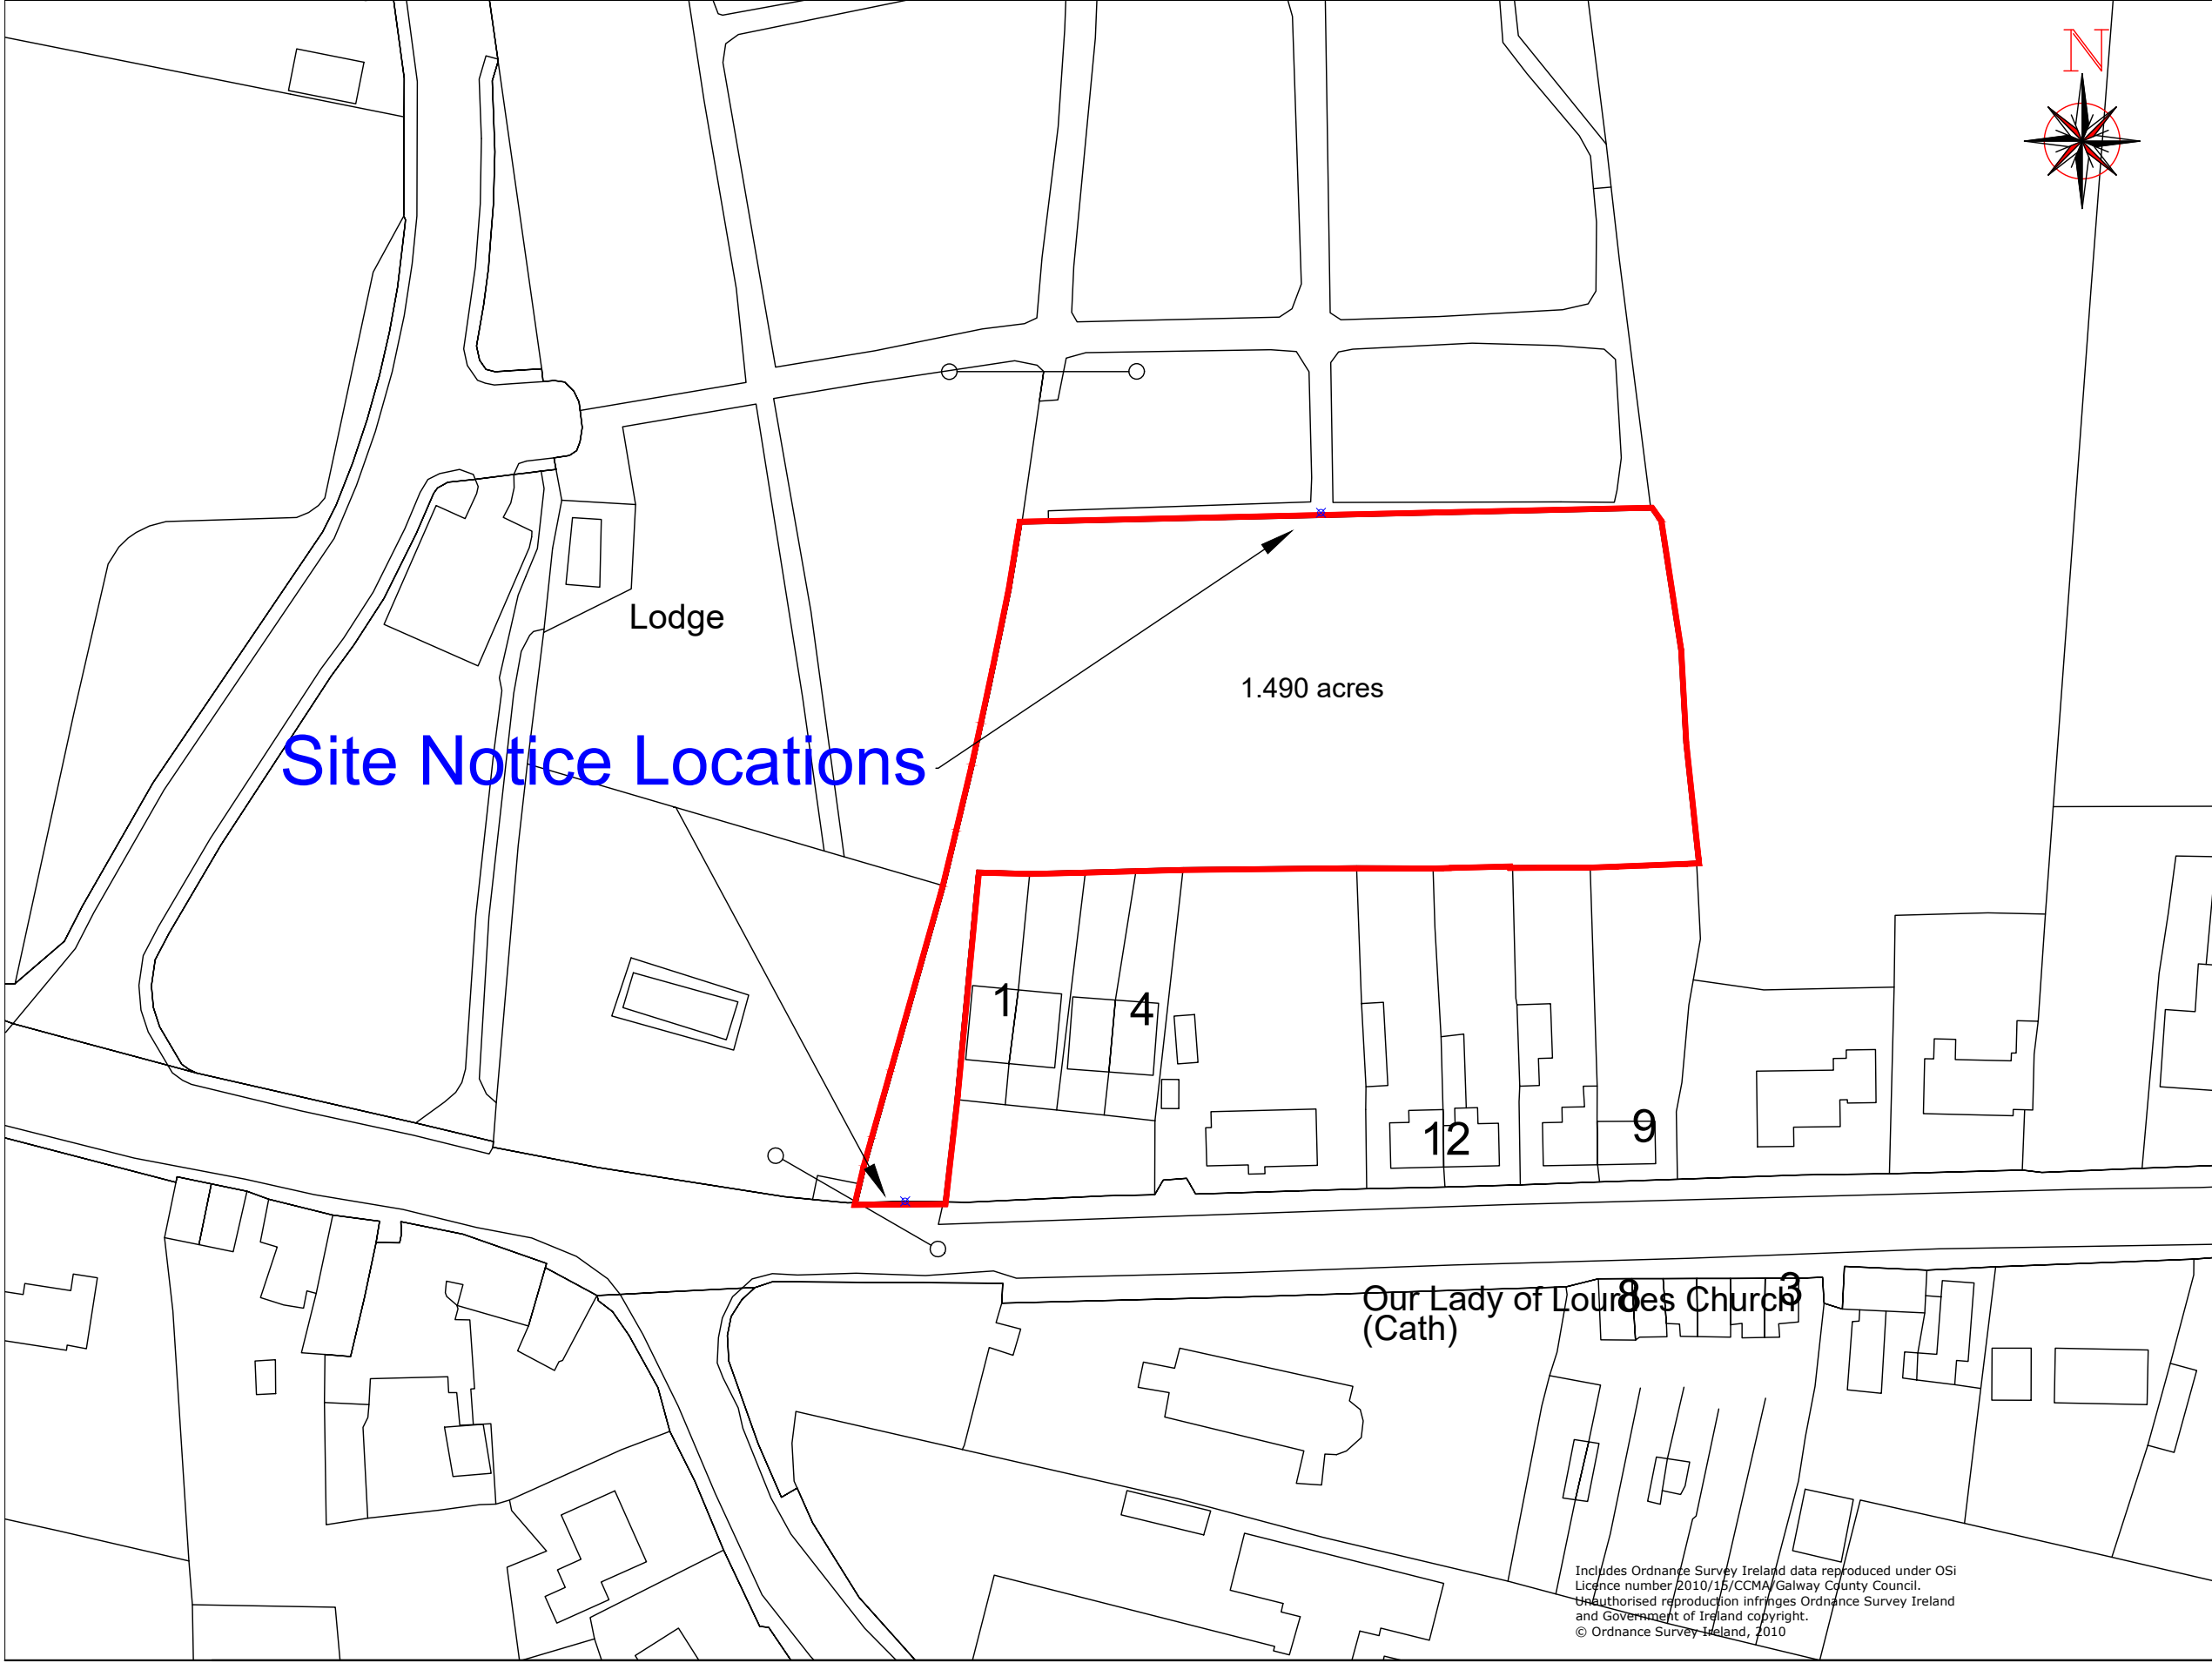 N
Lodge
1.490 acres
Site Notice Locations
1
4
12
9
8
3
Our Lady of Lourdes Church
(Cath)
Includes Ordnance Survey Ireland data reproduced under OSi
Licence number 2010/15/CCMA/Galway County Council.
Unauthorised reproduction infringes Ordnance Survey Ireland
and Government of Ireland copyright.
© Ordnance Survey Ireland, 2010